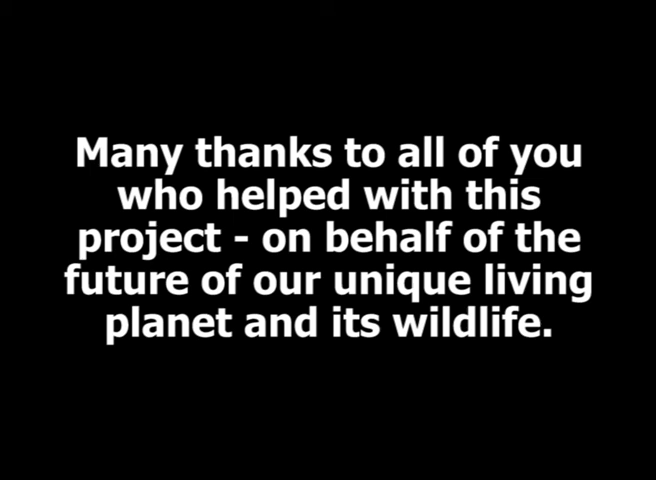 Many thanks to all of you
who helped with this
project - on behalf of the
future of our unique living
planet and its wildlife.